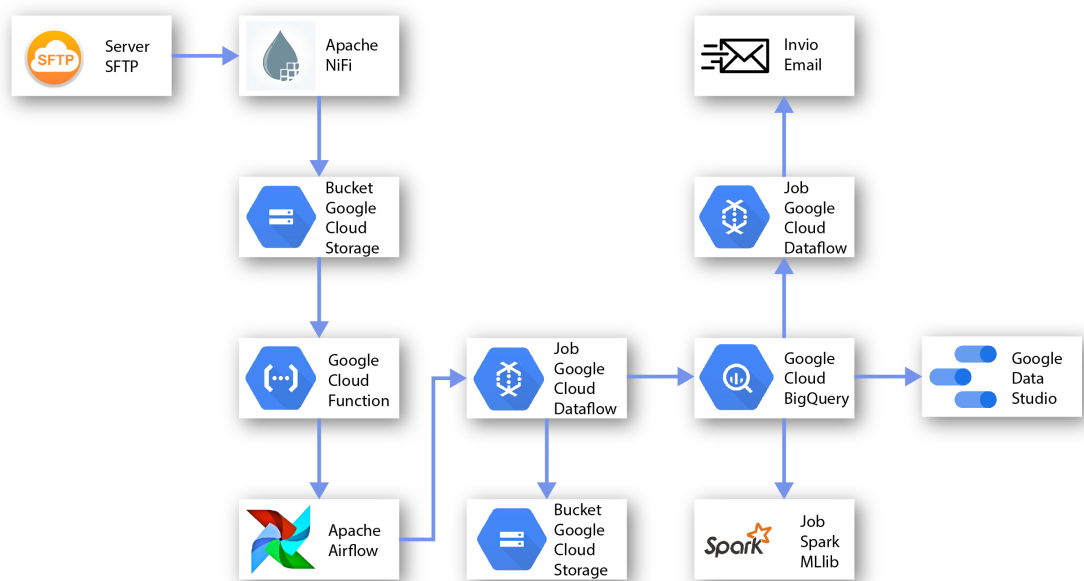 SFTP
Server
SFTP
Apache
NiFi
Invio
Email
Bucket
Google
Cloud
Storage
Job
Google
Cloud
Dataflow
Google
Cloud
Function
Job
Google
Cloud
Dataflow
Google
Cloud
BigQuery
Google
Data
Studio
Apache
Airflow
Bucket
Google
Cloud
Storage
Spark
Job
Spark
MLlib